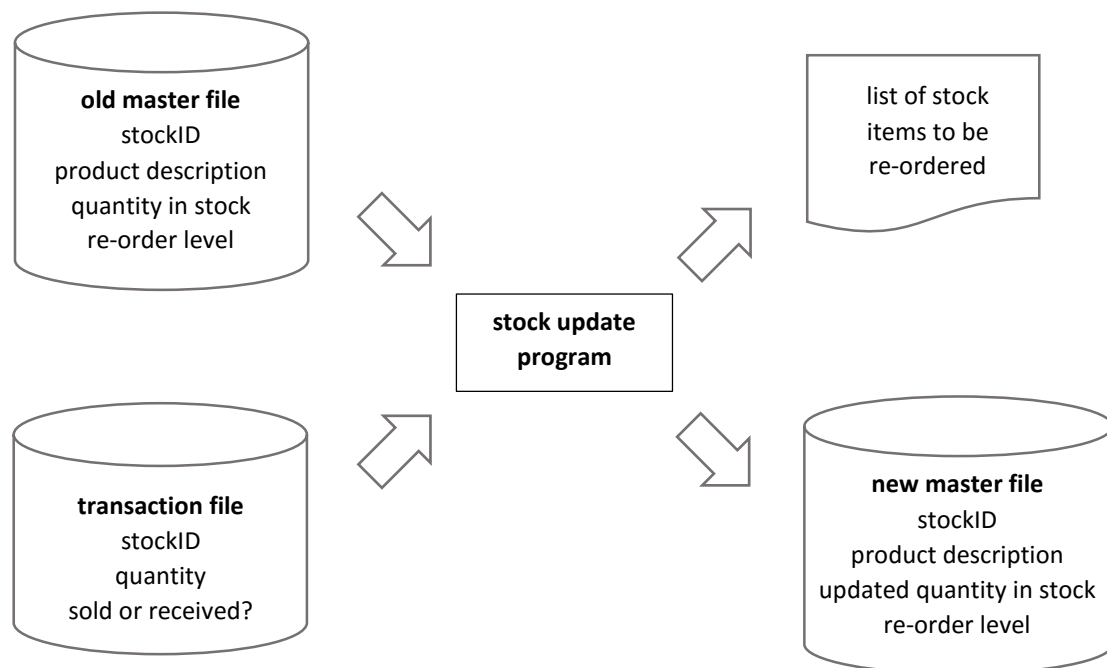 old master file
stockID
product description
quantity in stock
re-order level
list of stock
items to be
re-ordered
stock update
program
transaction file
stockID
quantity
sold or received?
new master file
stockID
product description
updated quantity in stock
re-order level